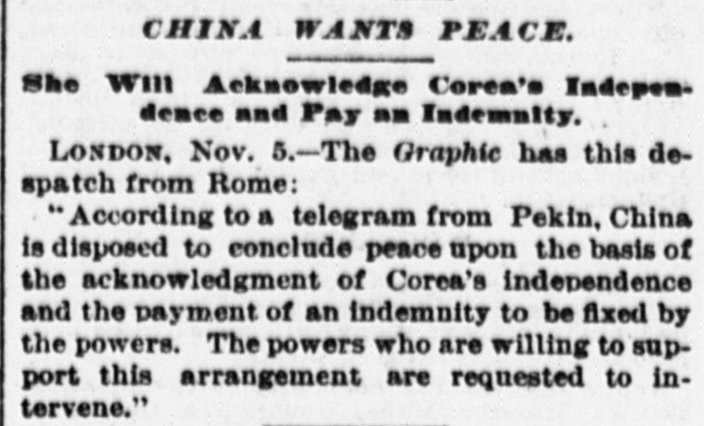 CHINA WANTS PEACE.
She Will Acknowledge Corea's Indepen-
dence and Pay an Indemnity.
LONDON, Nov. 5.—The Graphic has this de-
spatch from Rome:
"According to a telegram from Pekin, China
is disposed to conclude peace upon the basis of
the acknowledgment of Corea's independence
and the payment of an indemnity to be fixed by
the powers. The powers who are willing to sup-
port this arrangement are requested to in-
tervene."